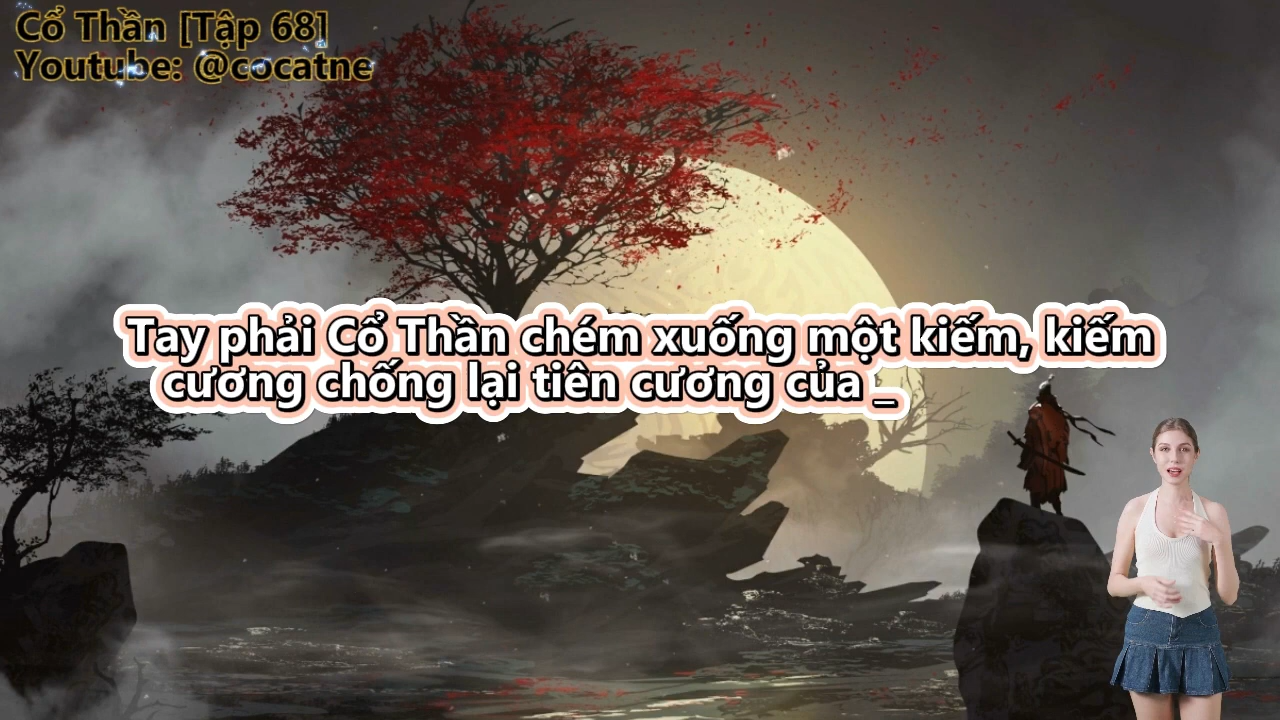 Cổ Thần [Tập 68]
Youtube: @cocatne
Tay phải Cổ Thần chém xuống một kiếm, kiếm
cương chống lại tiên cương của _